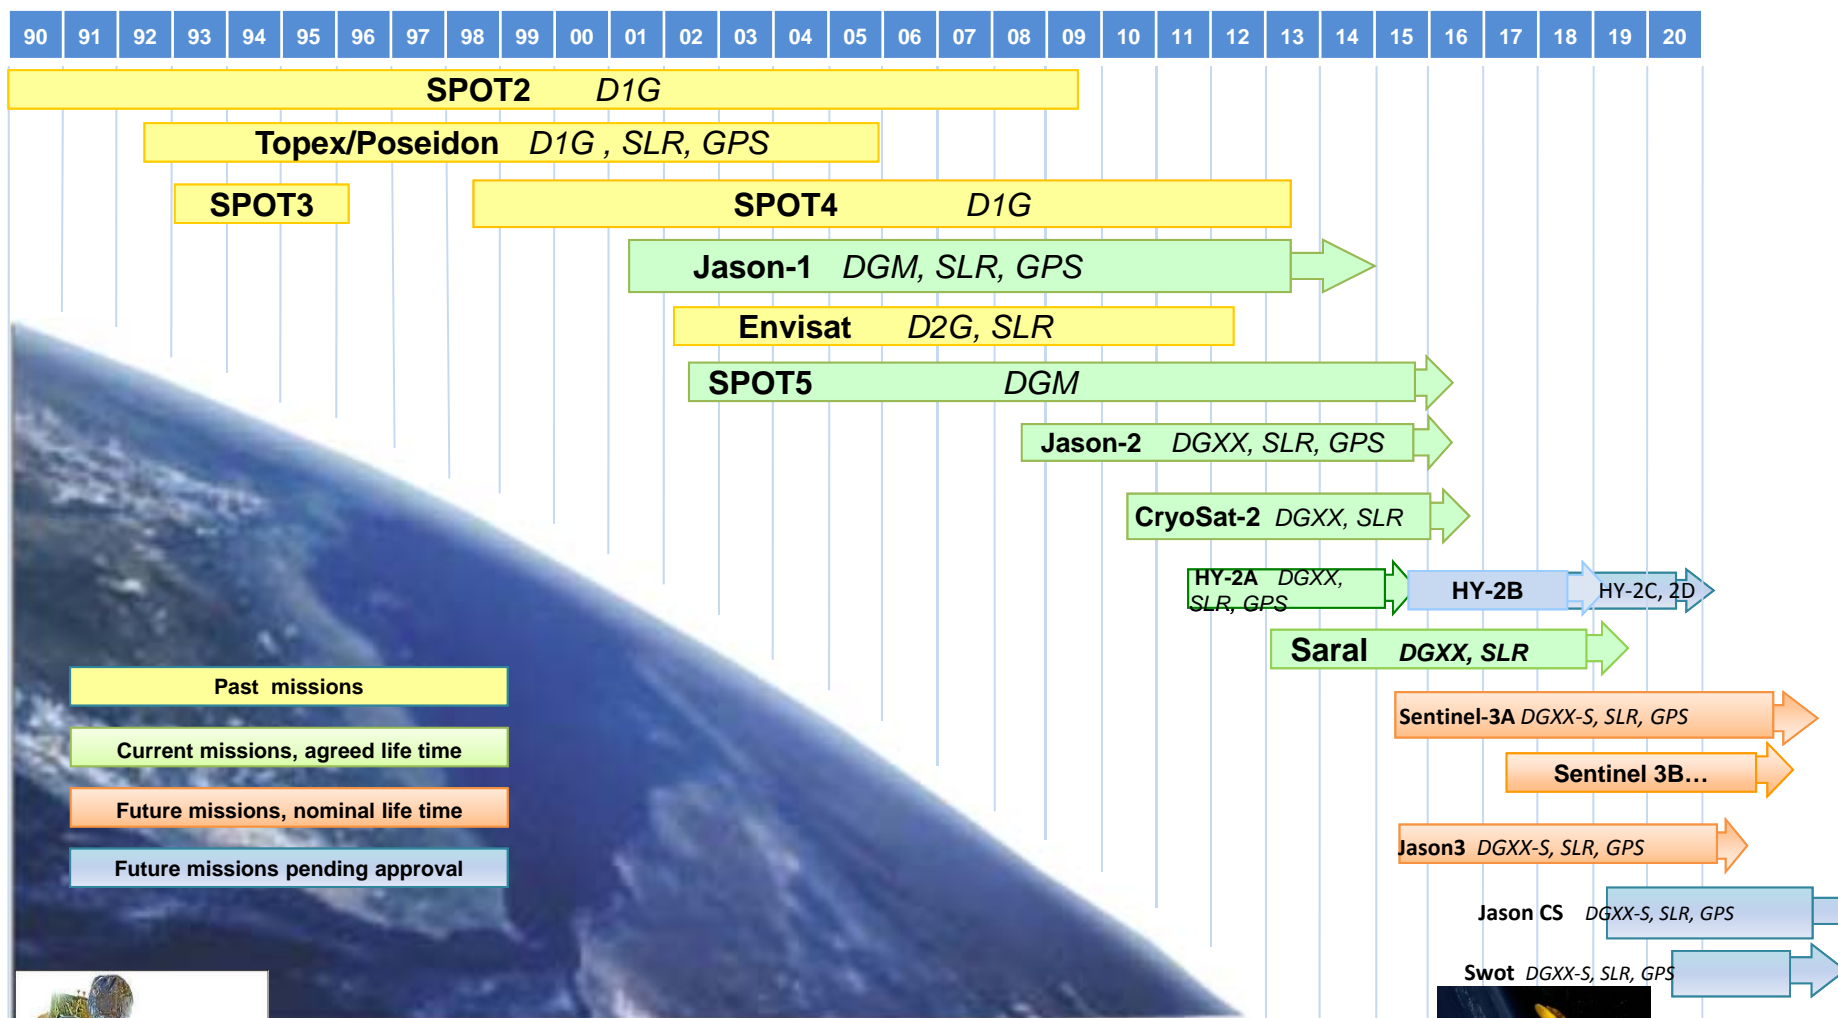 90 91 92 93 94 95 96 97 98 99 00 01 02 03 04 05 06 07 08 09 10 11 12 13 14 15 16 17 18 19 20
SPOT2 D1G
Topex/Poseidon D1G , SLR, GPS
SPOT3
SPOT4 D1G
Jason-1 DGM, SLR, GPS
Envisat D2G, SLR
SPOT5 DGM
Jason-2 DGXX, SLR, GPS
CryoSat-2 DGXX, SLR
HY-2A DGXX,
SLR, GPS
HY-2B
HY-2C, 2D
Saral DGXX, SLR
Past missions
Current missions, agreed life time
Future missions, nominal life time
Future missions pending approval
Sentinel-3A DGXX-S, SLR, GPS
Sentinel 3B...
Jason3 DGXX-S, SLR, GPS
Jason CS DGXX-S, SLR, GPS
Swot DGXX-S, SLR, GPS